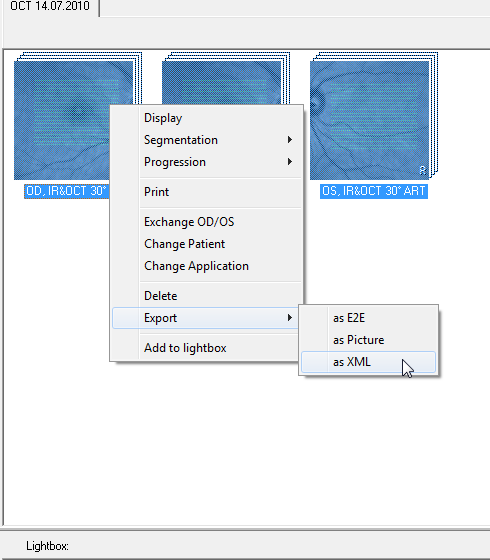 OCT 14.07.2010
OD, IR&OCT 30°
OS, IR&OCT 30° ART
Display
Segmentation
Progression
Print
Exchange OD/OS
Change Patient
Change Application
Delete
Export
Add to lightbox
as E2E
as Picture
as XML
Lightbox: